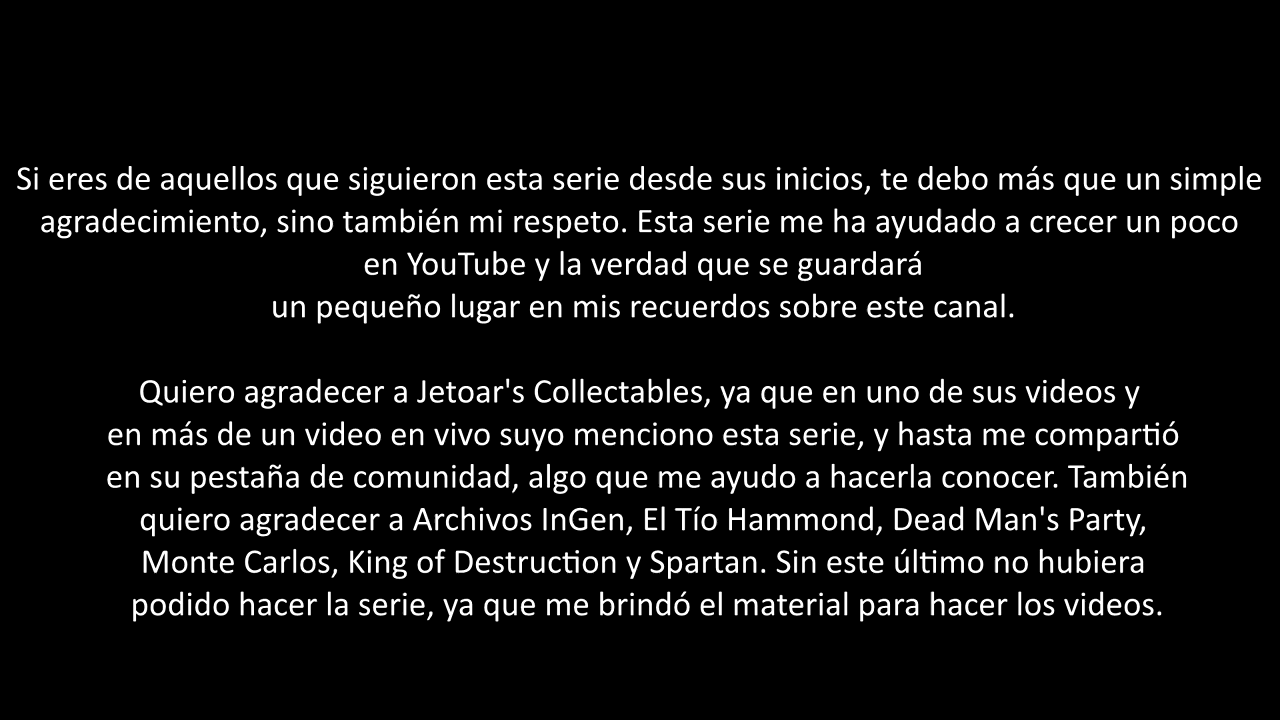 Si eres de aquellos que siguieron esta serie desde sus inicios, te debo más que un simple
agradecimiento, sino también mi respeto. Esta serie me ha ayudado a crecer un poco
en YouTube y la verdad que se guardará
un pequeño lugar en mis recuerdos sobre este canal.
Quiero agradecer a Jetoar's Collectables, ya que en uno de sus videos y
en más de un video en vivo suyo menciono esta serie, y hasta me compartió
en su pestaña de comunidad, algo que me ayudo a hacerla conocer. También
quiero agradecer a Archivos InGen, El Tío Hammond, Dead Man's Party,
Monte Carlos, King of Destruction y Spartan. Sin este último no hubiera
podido hacer la serie, ya que me brindó el material para hacer los videos.